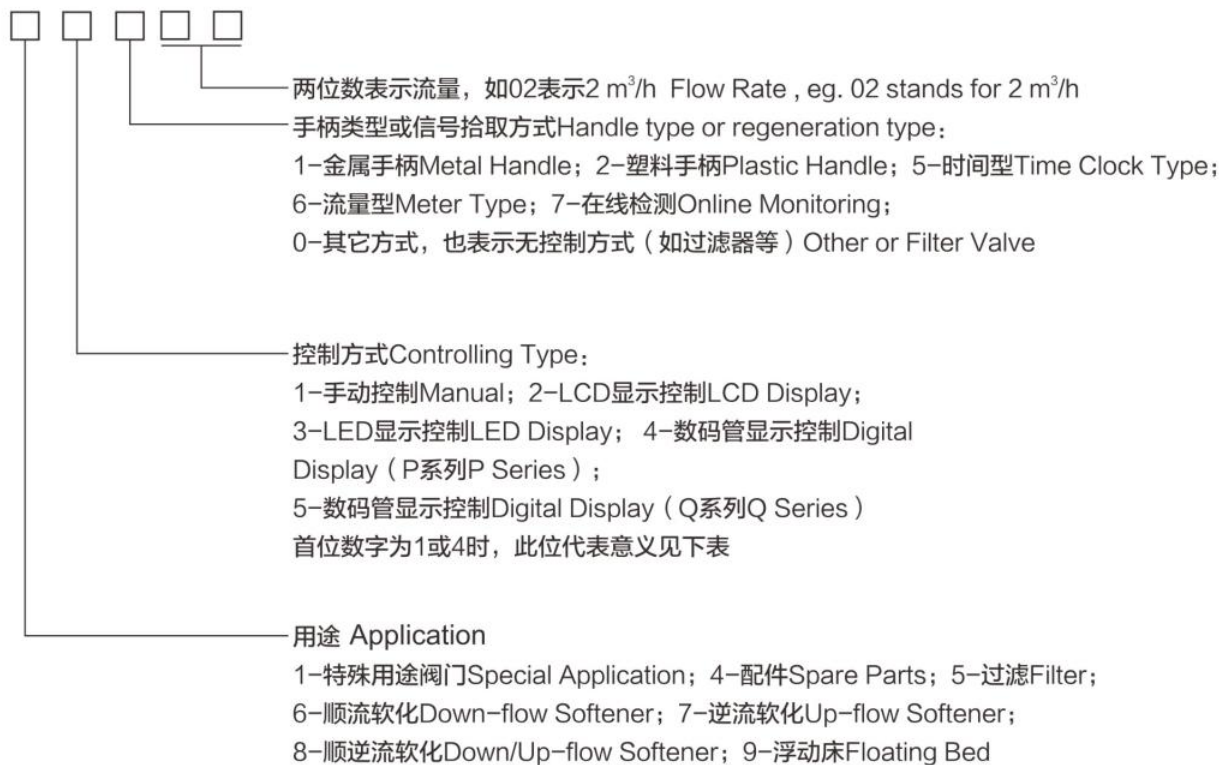 两位数表示流量，如02表示2 m³/h Flow Rate , eg. 02 stands for 2 m³/h
手柄类型或信号拾取方式Handle type or regeneration type：
1-金属手柄Metal Handle；2-塑料手柄Plastic Handle；5-时间型Time Clock Type；
6-流量型Meter Type；7-在线检测Online Monitoring；
0-其它方式，也表示无控制方式（如过滤器等）Other or Filter Valve
控制方式Controlling Type：
1-手动控制Manual；2-LCD显示控制LCD Display；
3-LED显示控制LED Display； 4-数码管显示控制Digital
Display（P系列P Series）；
5-数码管显示控制Digital Display（Q系列Q Series）
首位数字为1或4时，此位代表意义见下表
用途 Application
1-特殊用途阀门Special Application；4-配件Spare Parts；5-过滤Filter；
6-顺流软化Down-flow Softener；7-逆流软化Up-flow Softener；
8-顺逆流软化Down/Up-flow Softener；9-浮动床Floating Bed